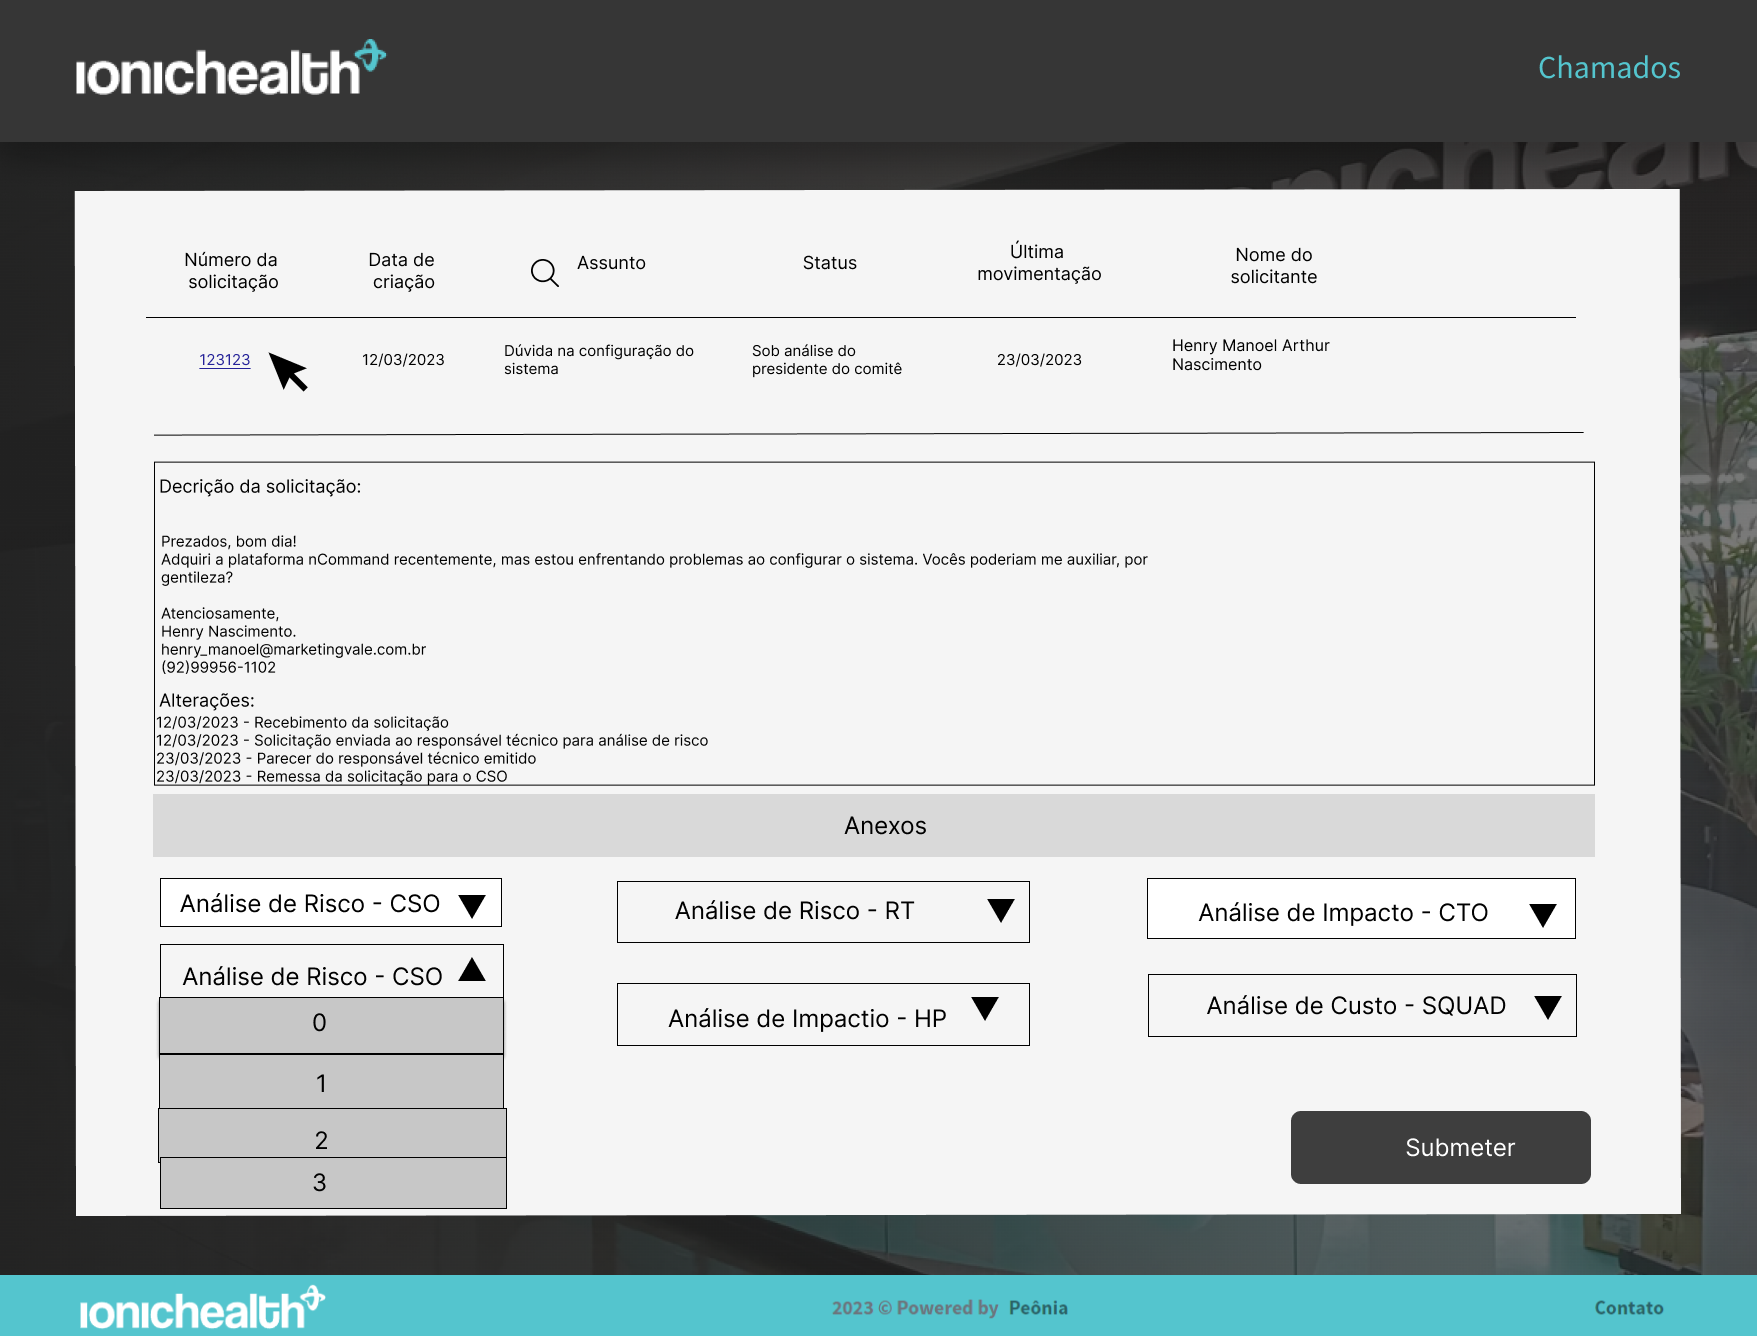 ionichealth
Chamados
ionichealth
Número da
solicitação
Data de
criação
Assunto
Status
Última
movimentação
Nome do
solicitante
123123
12/03/2023
Dúvida na configuração do
sistema
Sob análise do
presidente do comitê
23/03/2023
Henry Manoel Arthur
Nascimento
Decrição da solicitação:
Prezados, bom dia!
Adquiri a plataforma nCommand recentemente, mas estou enfrentando problemas ao configurar o sistema. Vocês poderiam me auxiliar, por
gentileza?
Atenciosamente,
Henry Nascimento.
henry_manoel@marketingvale.com.br
(92)99956-1102
Alterações:
12/03/2023 - Recebimento da solicitação
12/03/2023 - Solicitação enviada ao responsável técnico para análise de risco
23/03/2023 - Parecer do responsável técnico emitido
23/03/2023 - Remessa da solicitação para o CSO
Anexos
Análise de Risco - CSO
Análise de Risco - RT
Análise de Impacto - CTO
Análise de Risco - CSO
Análise de Impactio - HP
Análise de Custo - SQUAD
0
1
2
3
Submeter
ionichealth
2023 © Powered by Peônia
Contato